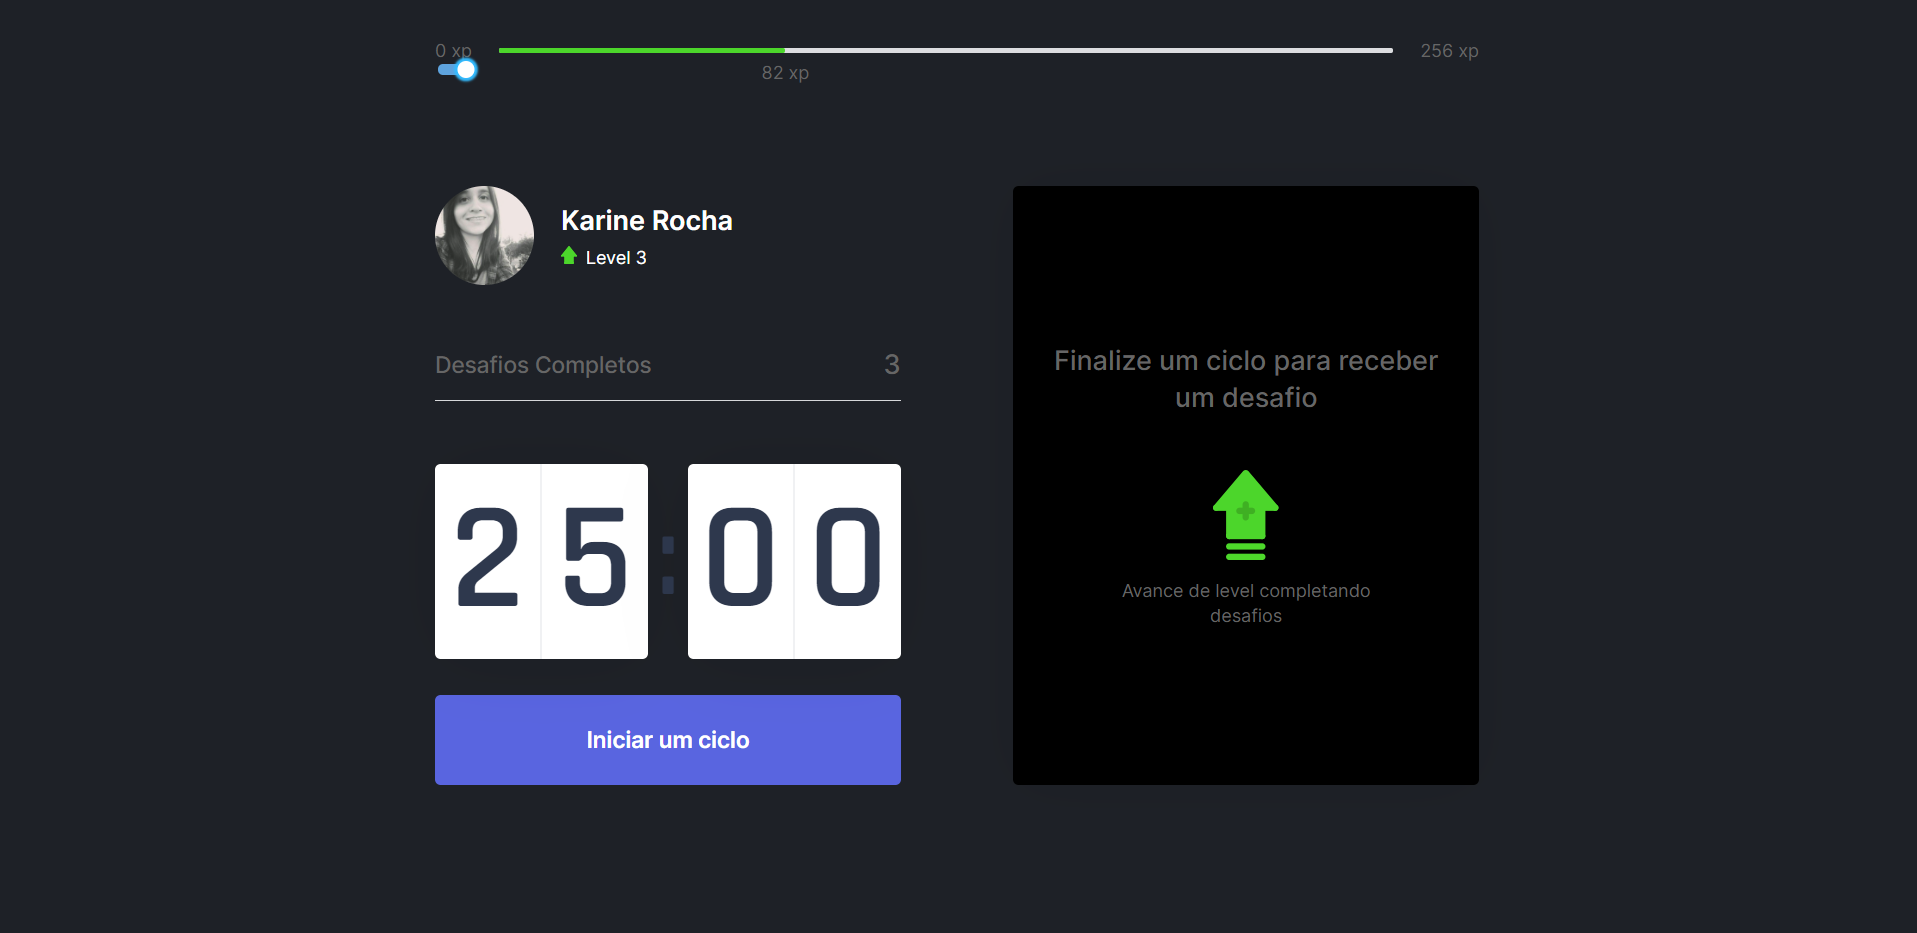 0 xp
256 xp
82 xp
Karine Rocha
Level 3
Desafios Completos 3
25:00
Iniciar um ciclo
Finalize um ciclo para receber
um desafio
Avance de level completando
desafios